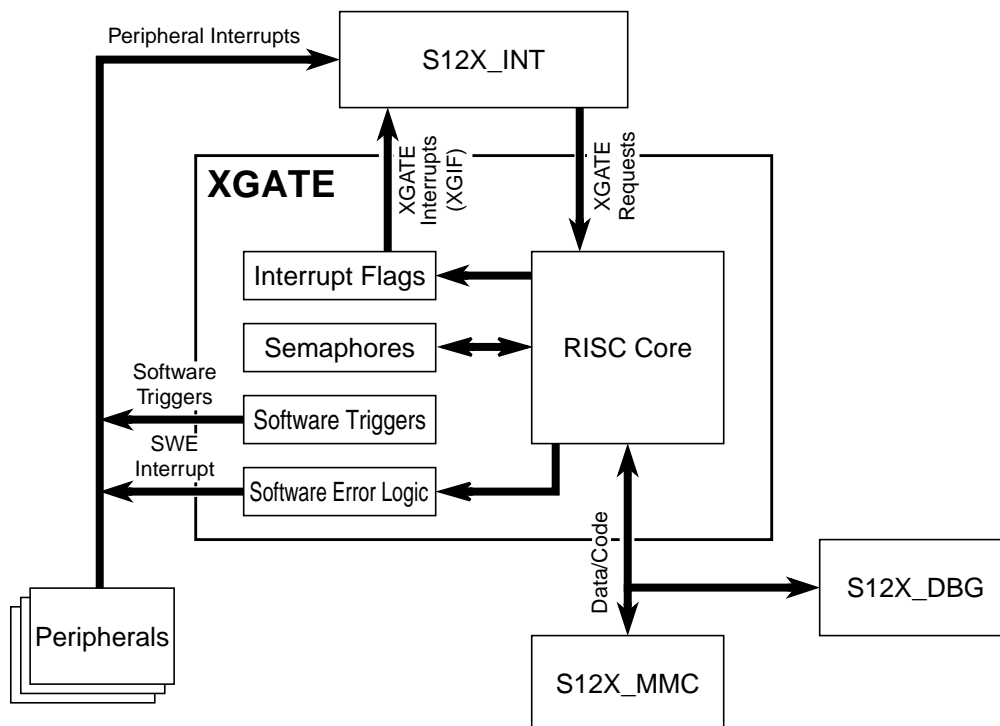 Peripheral Interrupts
S12X_INT
XGATE
XGATE
Interrupts
(XGIF)
XGATE
Requests
Interrupt Flags
Semaphores
RISC Core
Software
Triggers
Software Triggers
SWE
Interrupt
Software Error Logic
Data/Code
S12X_DBG
Peripherals
S12X_MMC